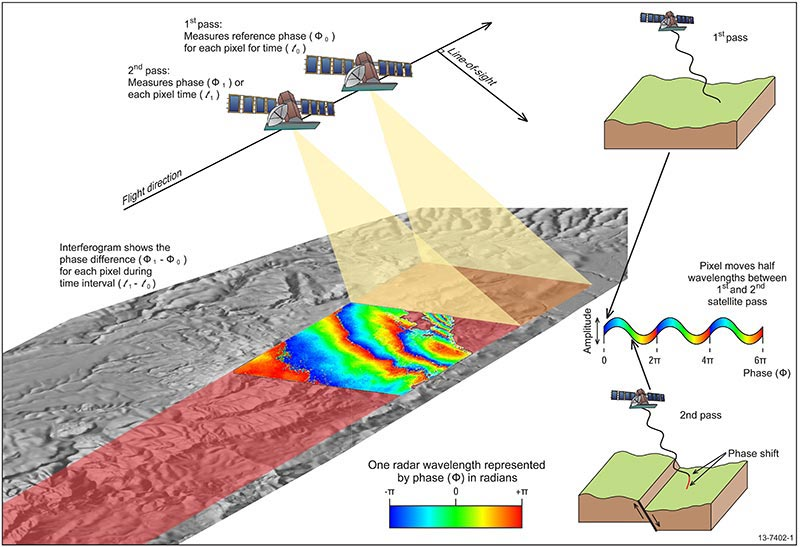 1st pass:
Measures reference phase (Φ0)
for each pixel for time (t0)
2nd pass:
Measures phase (Φ1) or
each pixel time (t1)
Line-of-sight
Flight direction
Interferogram shows the
phase difference (Φ1 - Φ0)
for each pixel during
time interval (t1 - t0)
1st pass
Pixel moves half
wavelengths between
1st and 2nd
satellite pass
Amplitude
0 2π 4π 6π
Phase (Φ)
2nd pass
Phase shift
One radar wavelength represented
by phase (Φ) in radians
-π 0 +π
13-7402-1